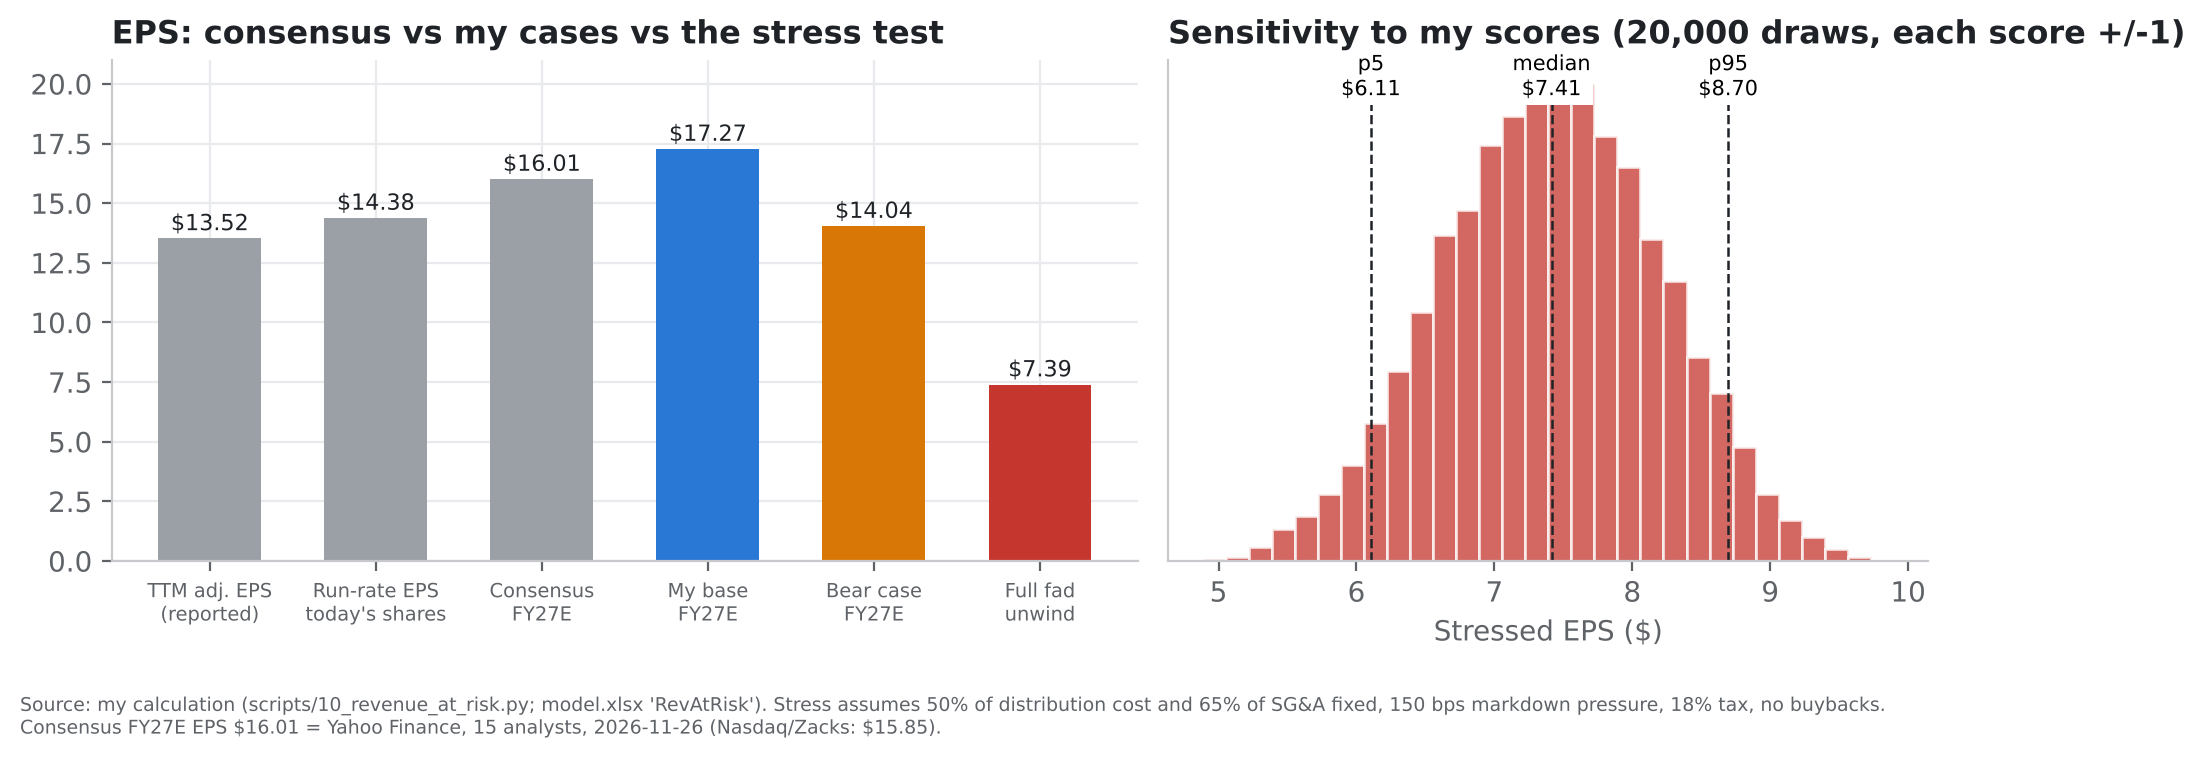 EPS: consensus vs my cases vs the stress test
20.0
17.5
15.0
12.5
10.0
7.5
5.0
2.5
0.0
$13.52
$14.38
$16.01
$17.27
$14.04
$7.39
TTM adj. EPS
(reported)
Run-rate EPS
today's shares
Consensus
FY27E
My base
FY27E
Bear case
FY27E
Full fad
unwind
Sensitivity to my scores (20,000 draws, each score +/-1)
p5
$6.11
median
$7.41
p95
$8.70
5
6
7
8
9
10
Stressed EPS ($)
Source: my calculation (scripts/10_revenue_at_risk.py; model.xlsx 'RevAtRisk'). Stress assumes 50% of distribution cost and 65% of SG&A fixed, 150 bps markdown pressure, 18% tax, no buybacks.
Consensus FY27E EPS $16.01 = Yahoo Finance, 15 analysts, 2026-11-26 (Nasdaq/Zacks: $15.85).